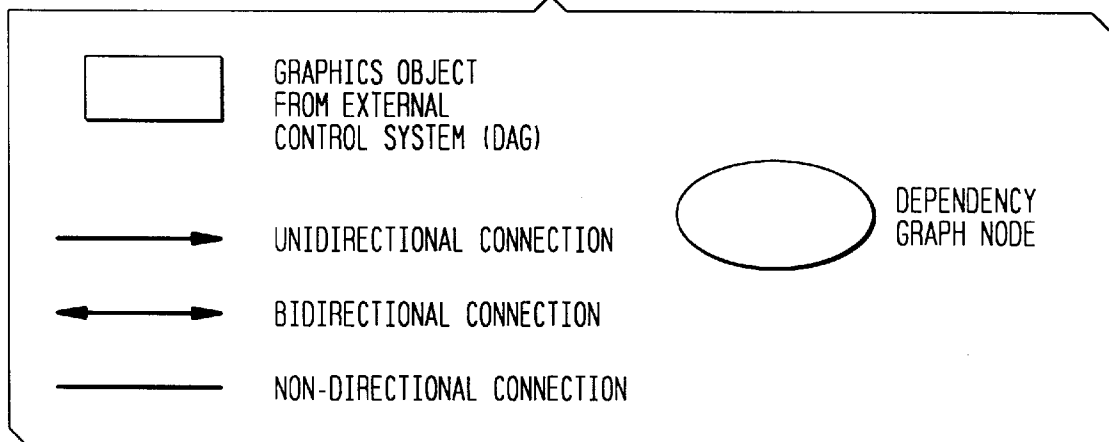 GRAPHICS OBJECT
FROM EXTERNAL
CONTROL SYSTEM (DAG)
DEPENDENCY
GRAPH NODE
UNIDIRECTIONAL CONNECTION
BIDIRECTIONAL CONNECTION
NON-DIRECTIONAL CONNECTION